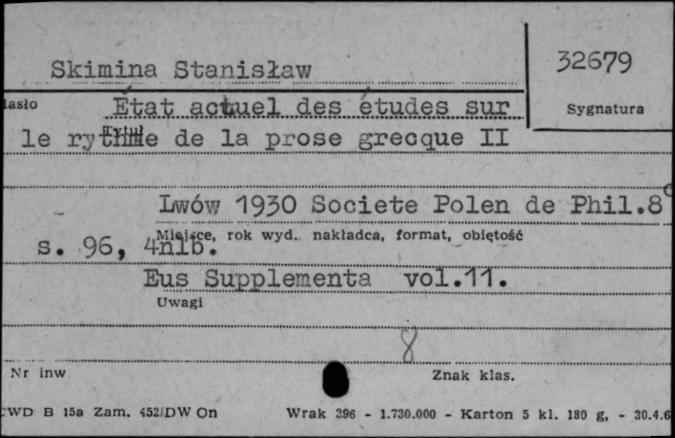 Skimina Stanisław
32679
Hasło
État actuel des études sur
Sygnatura
le rythme de la prose grecque II
Lwów 1930 Societe Polen de Phil.8°
Miejsce, rok wyd., nakładca, format, objętość
s. 96, 4nlb.
Eus Supplementa vol.11.
Uwagi
8
Nr inw.
Znak klas.
CWD B 15a Zam. 452/DW On Wrak 396 - 1.730.000 - Karton 5 kl. 180 g, - 30.4.6